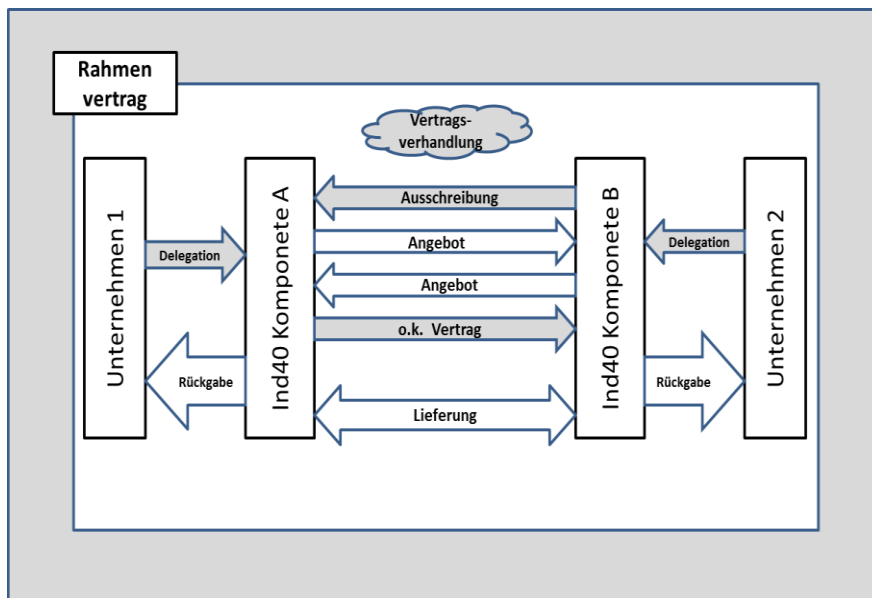 Rahmen
vertrag
Vertrags-
verhandlung
Unternehmen 1
Delegation
Rückgabe
Ind40 Komponete A
Ausschreibung
Angebot
Angebot
o.k. Vertrag
Lieferung
Ind40 Komponete B
Delegation
Rückgabe
Unternehmen 2